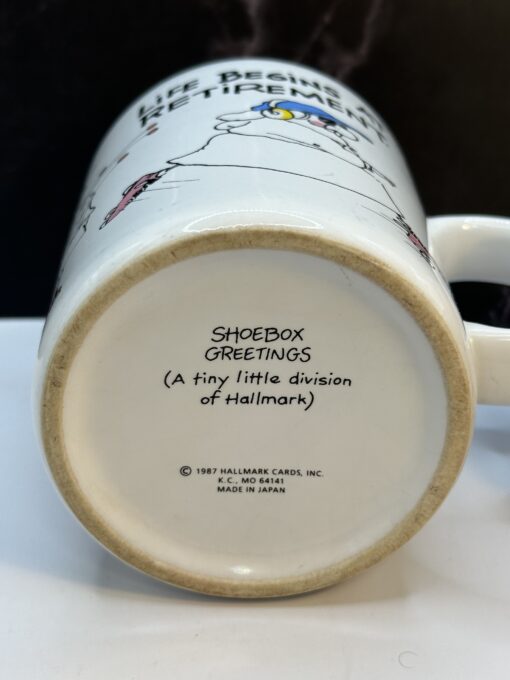 LIFE BEGINS AT
RETIREMENT
SHOEBOX
GREETINGS
(A tiny little division
of Hallmark)
© 1987 HALLMARK CARDS, INC.
K.C., MO 64141
MADE IN JAPAN